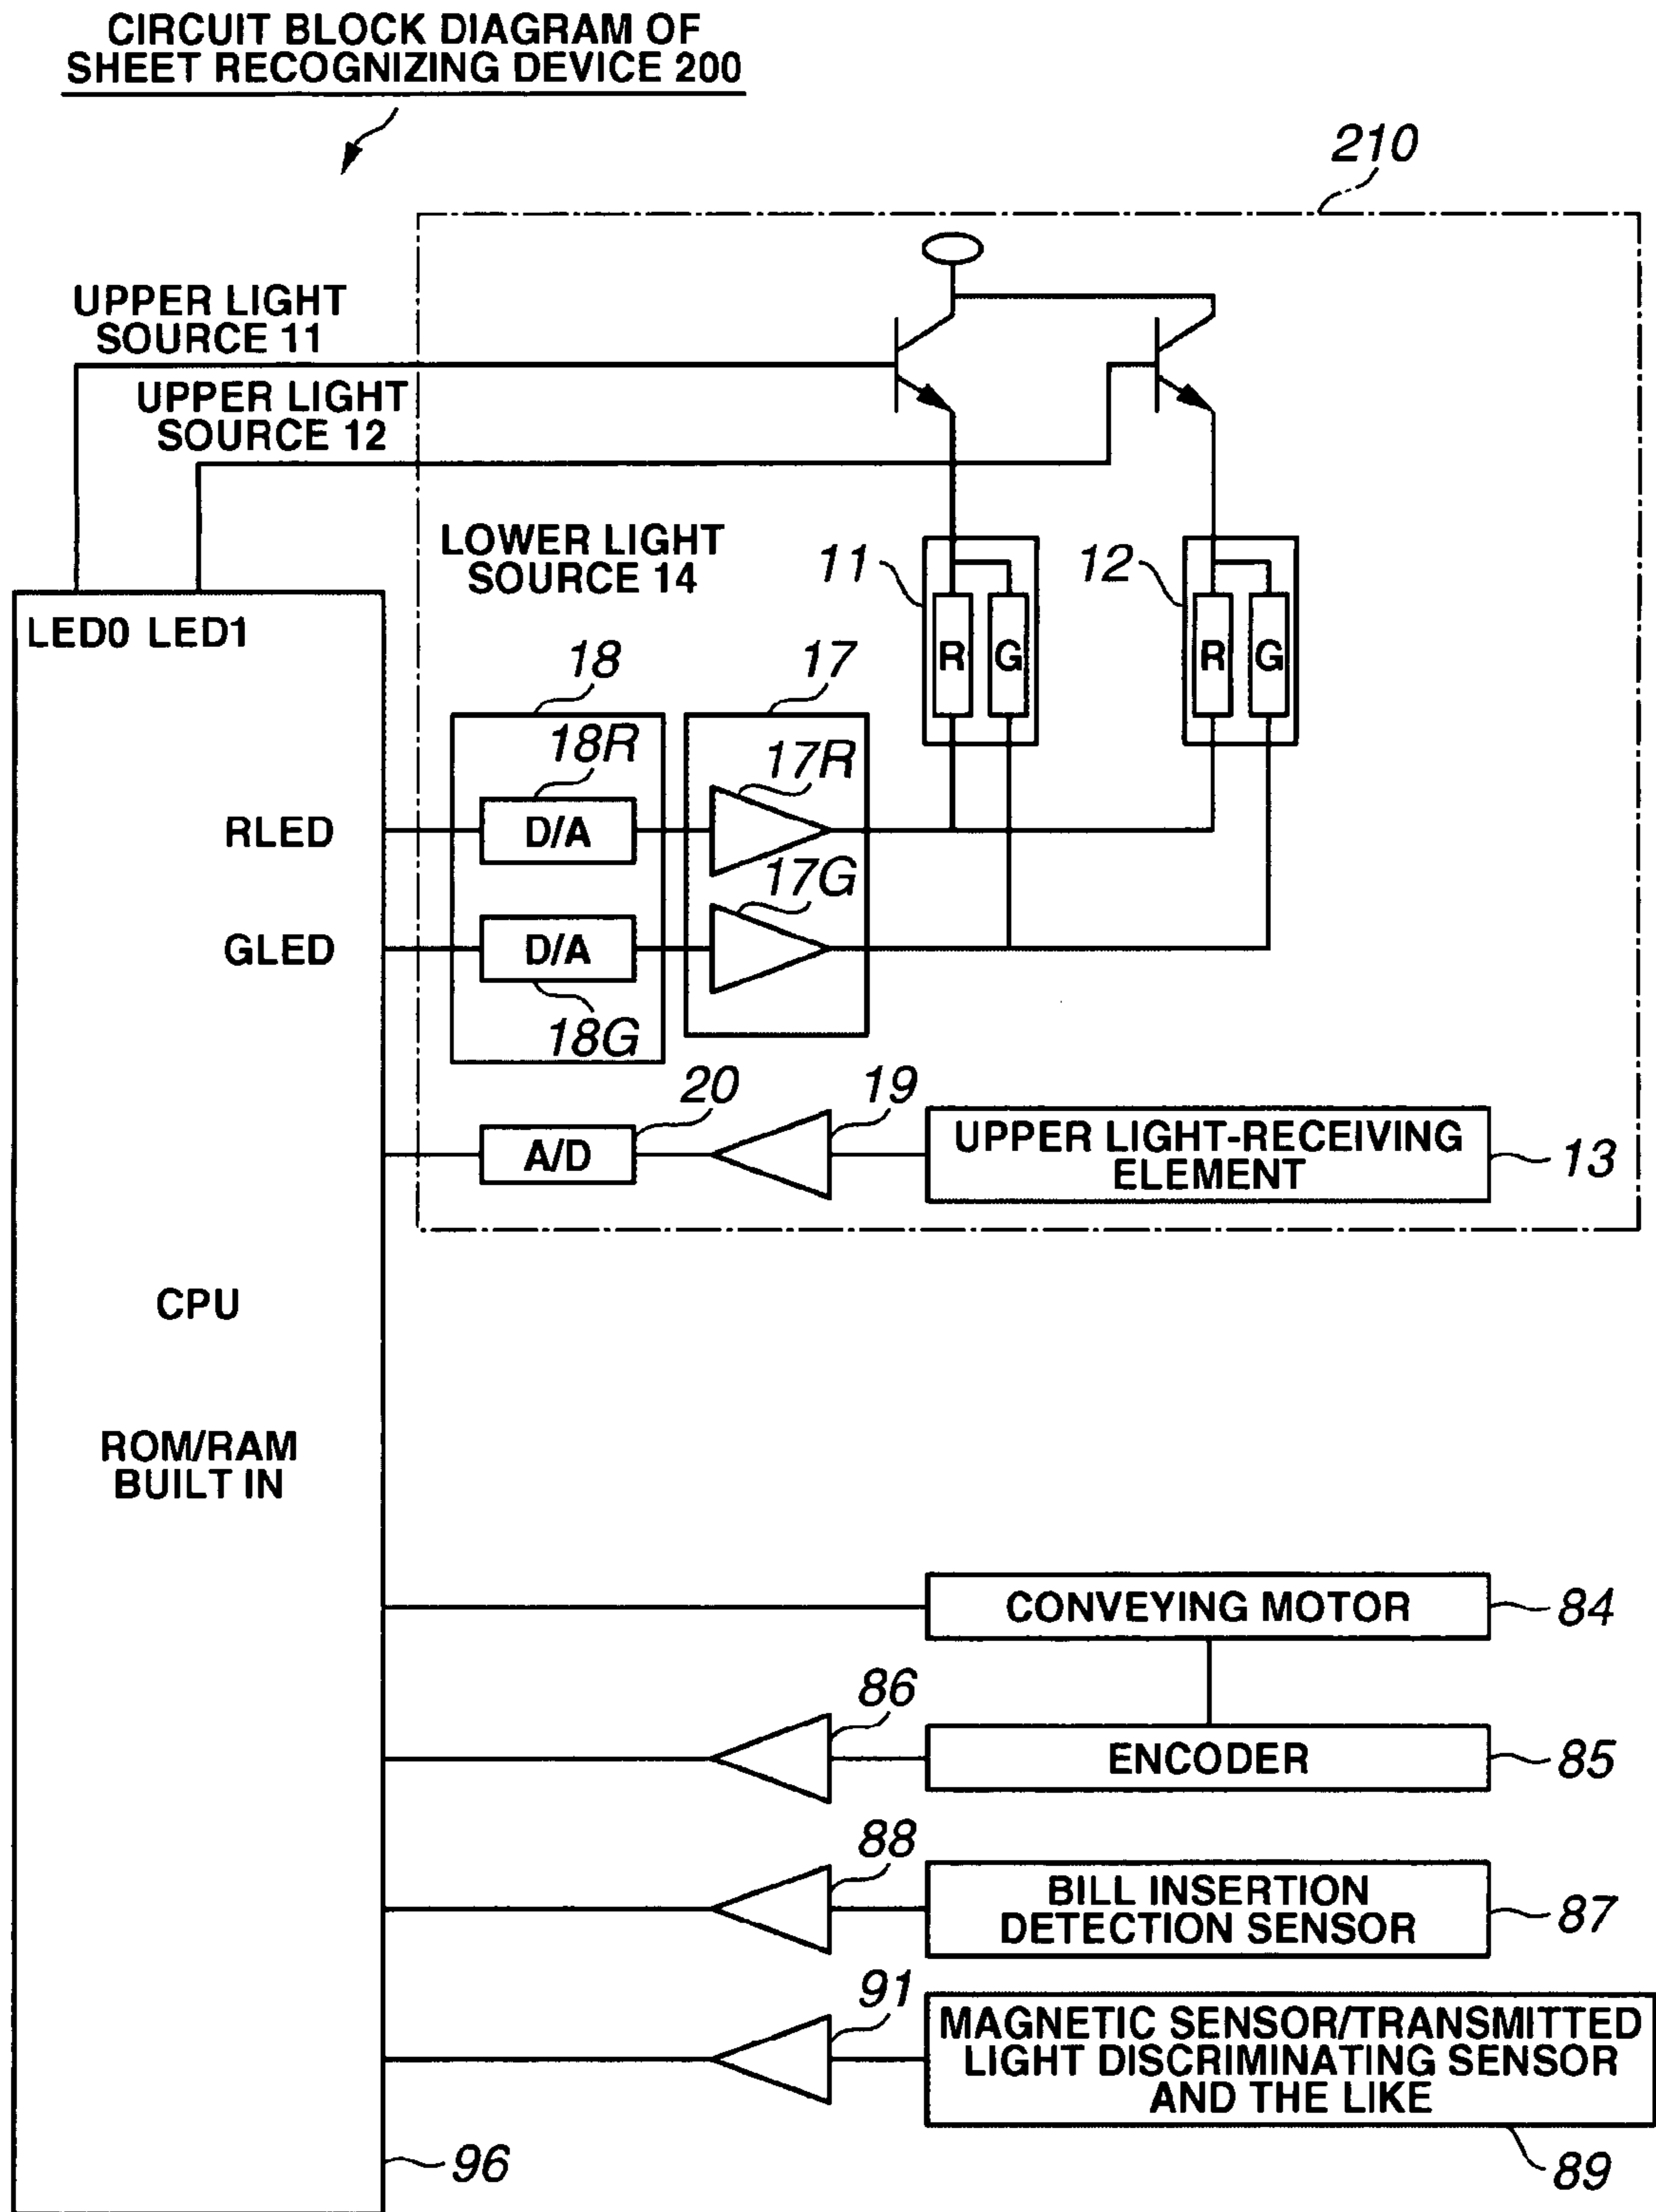 CIRCUIT BLOCK DIAGRAM OF
SHEET RECOGNIZING DEVICE 200
210
UPPER LIGHT
SOURCE 11
UPPER LIGHT
SOURCE 12
LOWER LIGHT
SOURCE 14
11
12
LED0 LED1
R
G
R
G
18
17
18R
17R
RLED
D/A
17G
GLED
D/A
18G
20
19
A/D
UPPER LIGHT-RECEIVING
ELEMENT
13
CPU
ROM/RAM
BUILT IN
CONVEYING MOTOR
84
86
ENCODER
85
88
BILL INSERTION
DETECTION SENSOR
87
91
MAGNETIC SENSOR/TRANSMITTED
LIGHT DISCRIMINATING SENSOR
AND THE LIKE
96
89